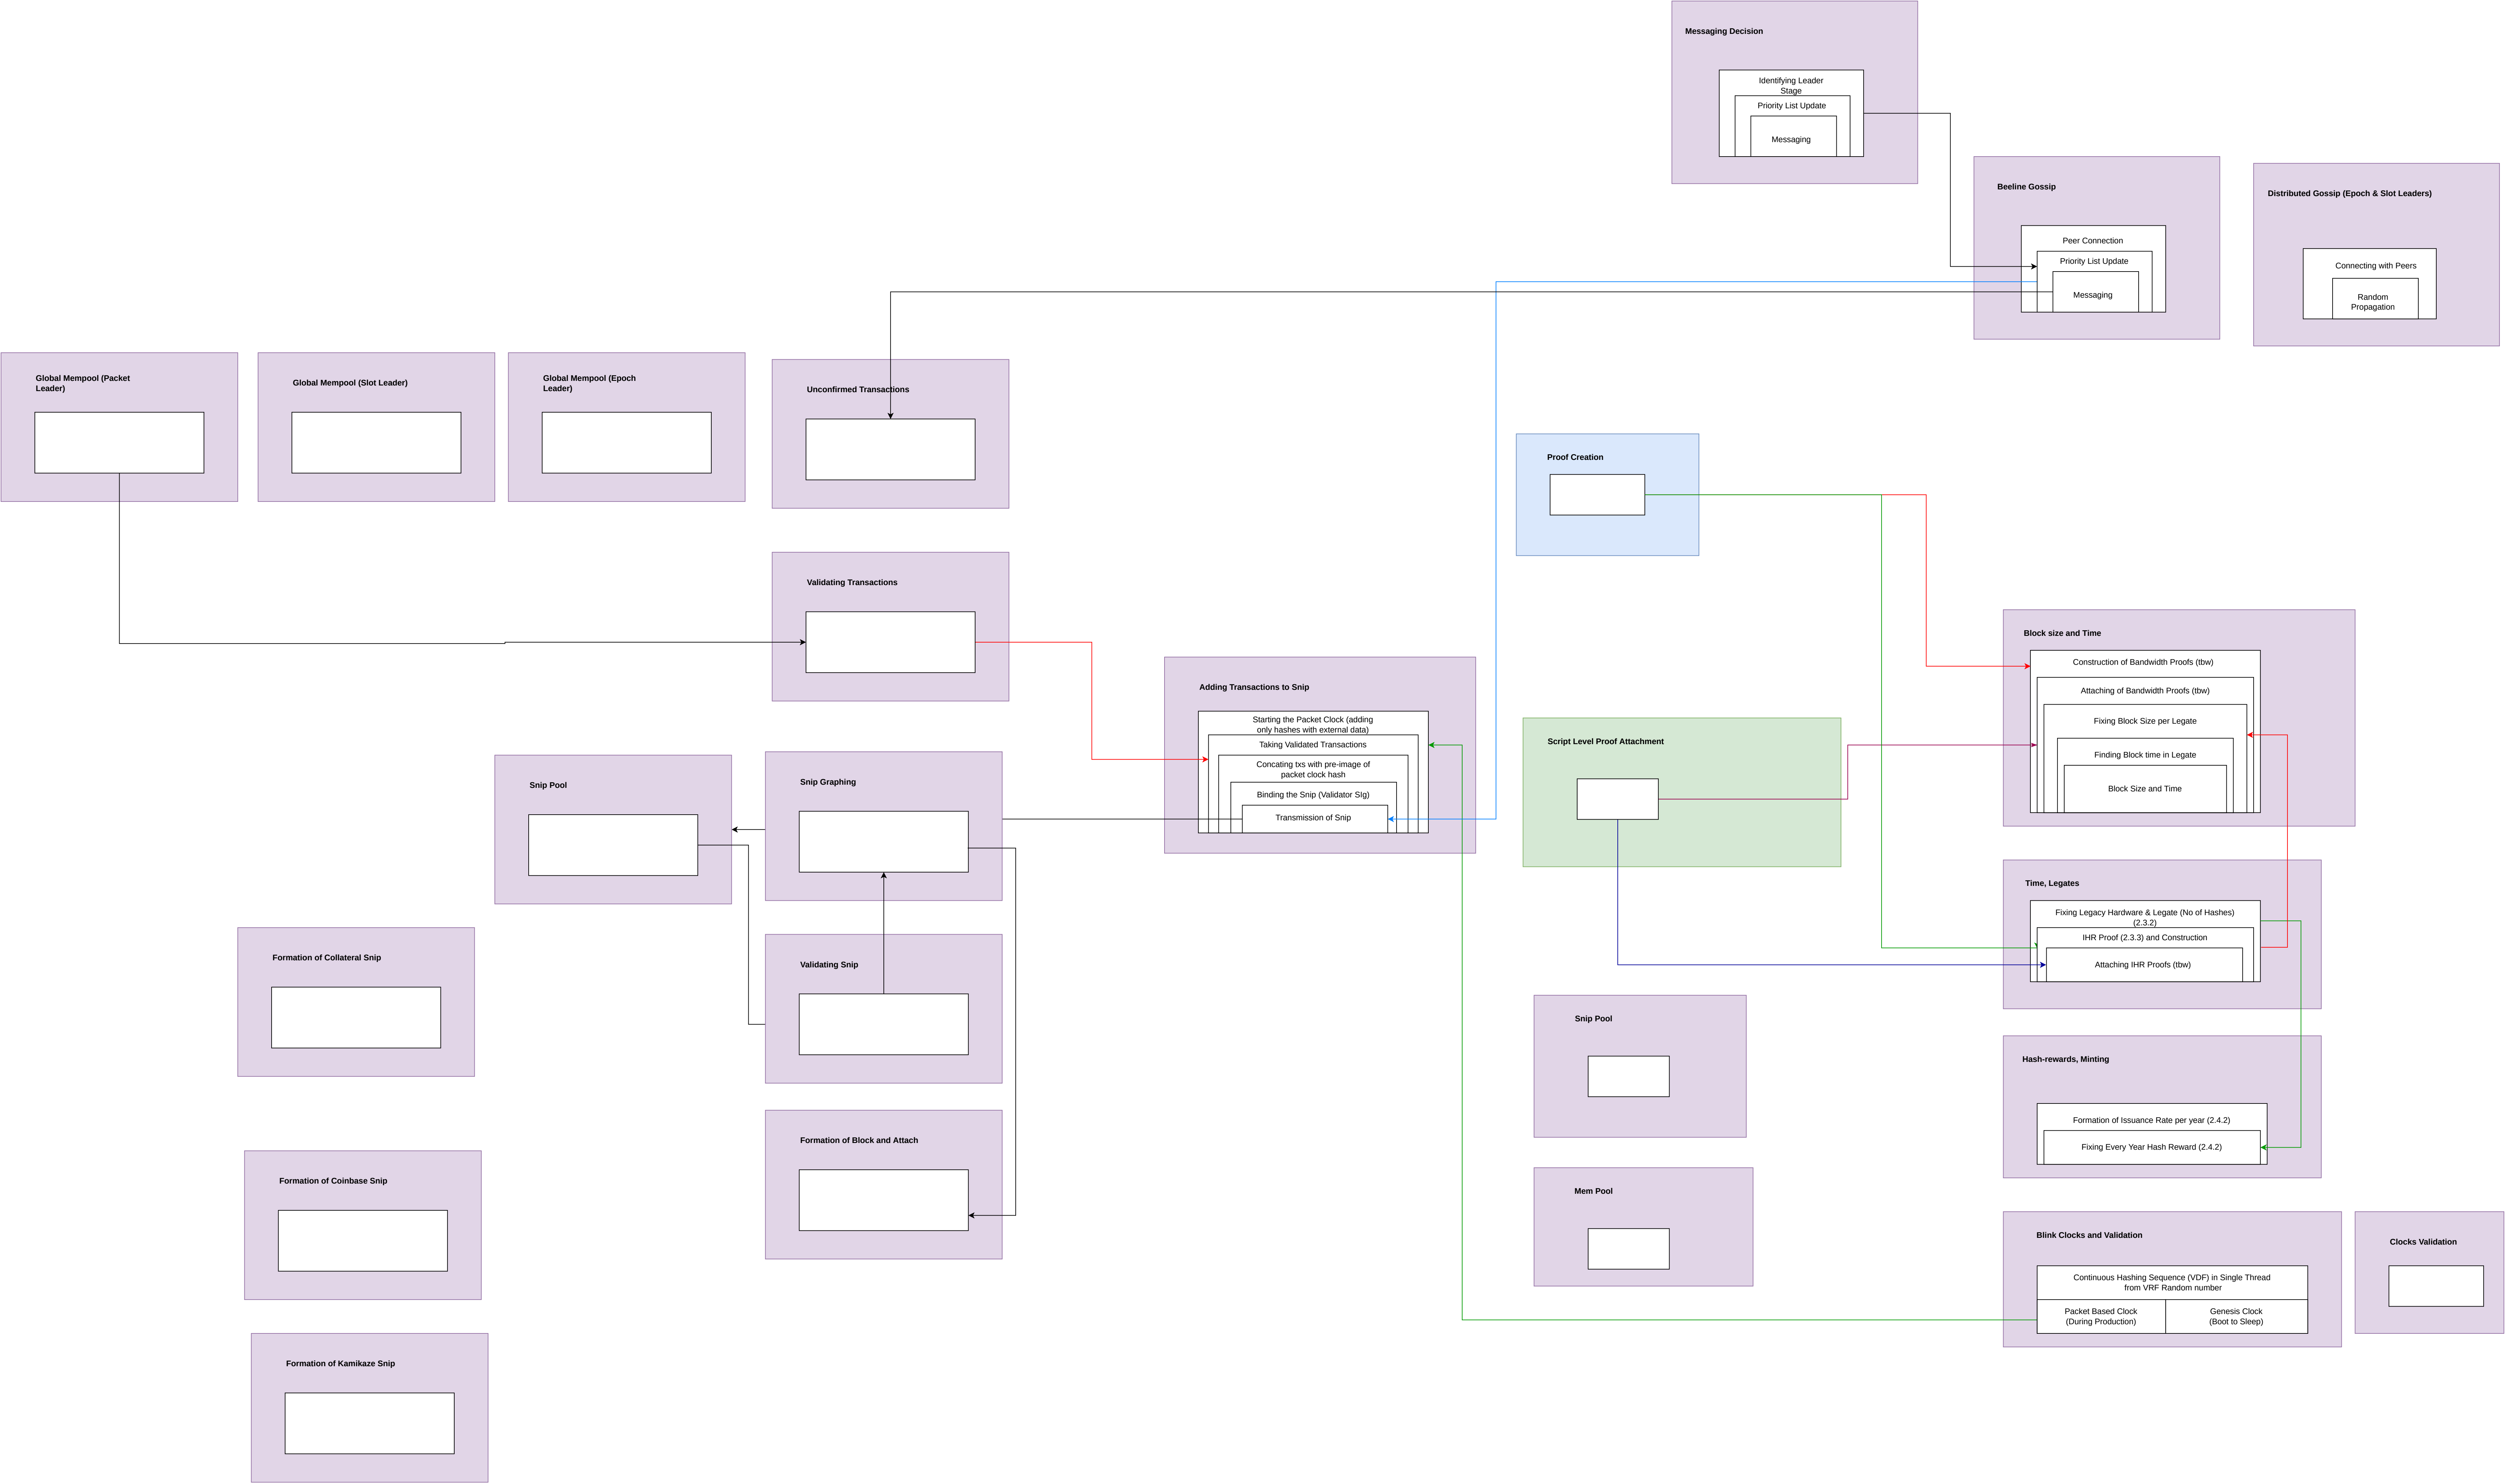 Messaging Decision
Identifying Leader
Stage
Priority List Update
Messaging
Beeline Gossip
Peer Connection
Priority List Update
Messaging
Distributed Gossip (Epoch & Slot Leaders)
Connecting with Peers
Random
Propagation
Global Mempool (Packet
Leader)
Global Mempool (Slot Leader)
Global Mempool (Epoch
Leader)
Unconfirmed Transactions
Proof Creation
Validating Transactions
Block size and Time
Construction of Bandwidth Proofs (tbw)
Attaching of Bandwidth Proofs (tbw)
Fixing Block Size per Legate
Finding Block time in Legate
Block Size and Time
Adding Transactions to Snip
Starting the Packet Clock (adding
only hashes with external data)
Taking Validated Transactions
Concating txs with pre-image of
packet clock hash
Binding the Snip (Validator SIg)
Transmission of Snip
Script Level Proof Attachment
Snip Pool
Snip Graphing
Time, Legates
Fixing Legacy Hardware & Legate (No of Hashes)
(2.3.2)
IHR Proof (2.3.3) and Construction
Attaching IHR Proofs (tbw)
Formation of Collateral Snip
Validating Snip
Snip Pool
Hash-rewards, Minting
Formation of Issuance Rate per year (2.4.2)
Fixing Every Year Hash Reward (2.4.2)
Formation of Block and Attach
Formation of Coinbase Snip
Mem Pool
Blink Clocks and Validation
Continuous Hashing Sequence (VDF) in Single Thread
from VRF Random number
Packet Based Clock
(During Production)
Genesis Clock
(Boot to Sleep)
Clocks Validation
Formation of Kamikaze Snip